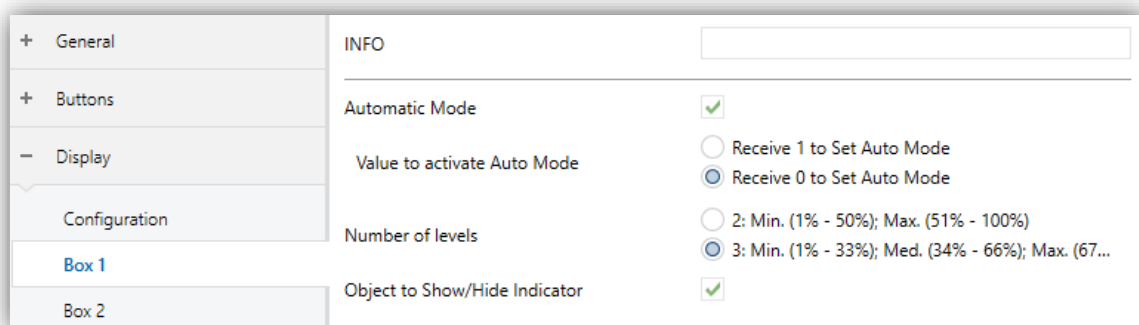 + General
+ Buttons
− Display
Configuration
Box 1
Box 2
INFO
Automatic Mode
Value to activate Auto Mode
Receive 1 to Set Auto Mode
Receive 0 to Set Auto Mode
Number of levels
2: Min. (1% - 50%); Max. (51% - 100%)
3: Min. (1% - 33%); Med. (34% - 66%); Max. (67...
Object to Show/Hide Indicator